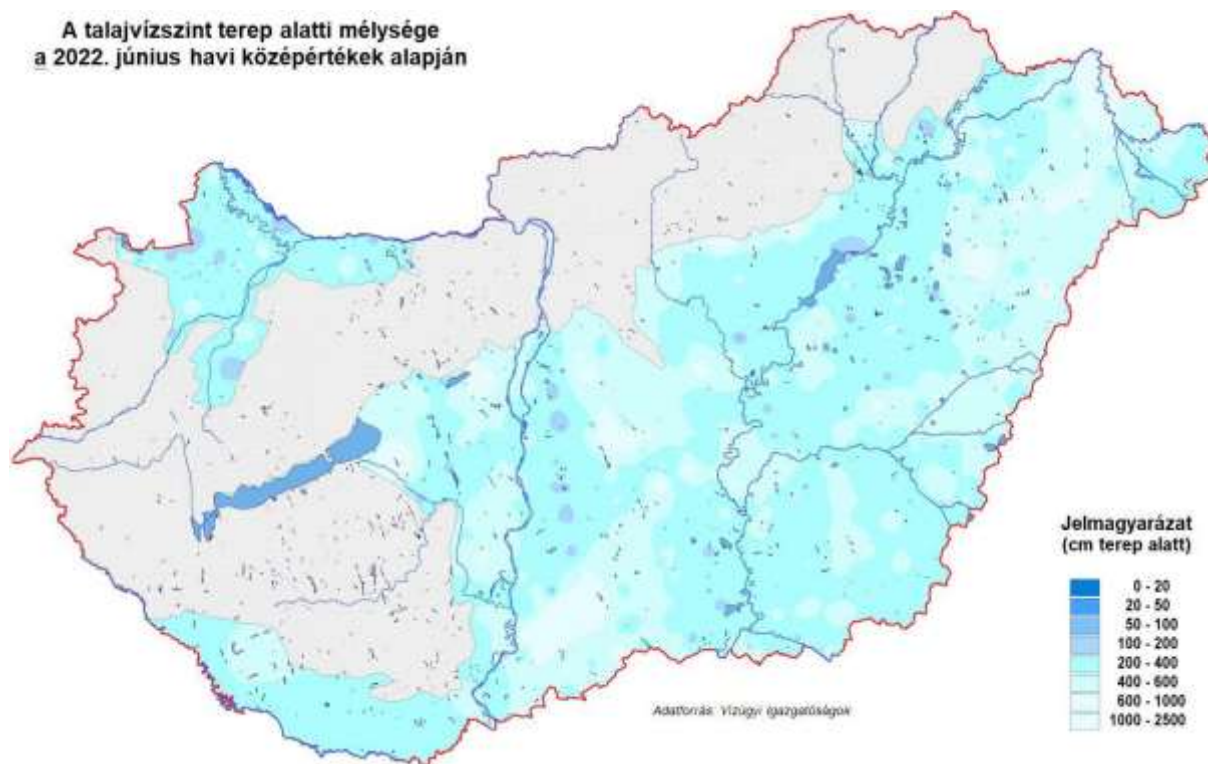 A talajvízszint terep alatti mélysége
a 2022. június havi középértékek alapján
Jelmagyarázat
(cm terep alatt)
0 - 20
20 - 50
50 - 100
100 - 200
200 - 400
400 - 600
600 - 1000
1000 - 2500
Adatforrás: Vízügyi Igazgatóságok